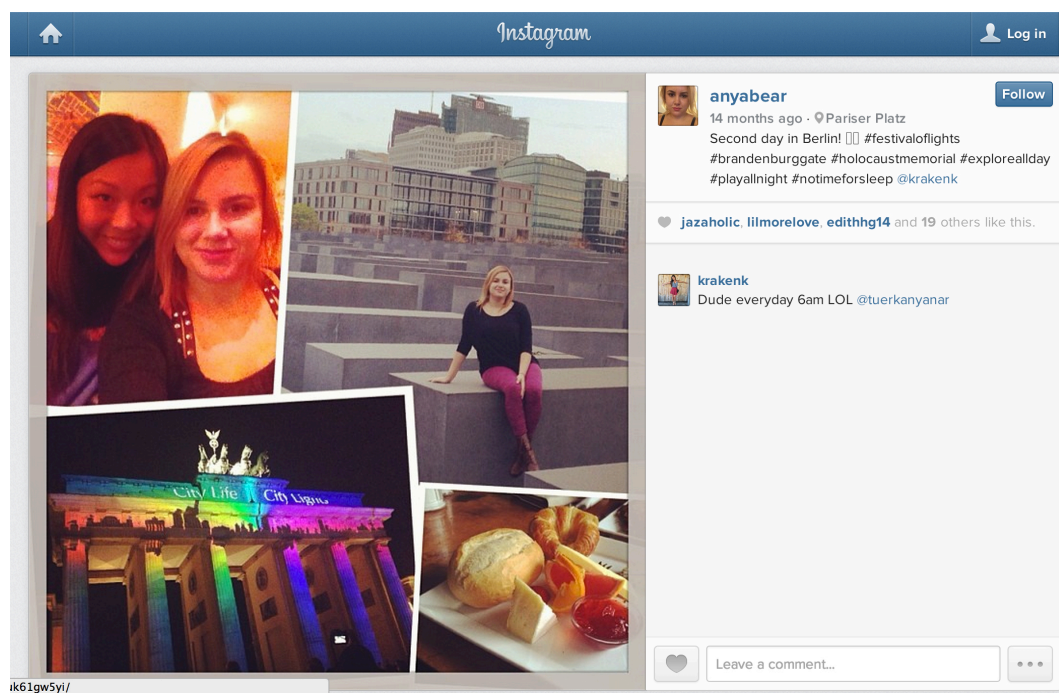 Instagram
Log in
anyabear
Follow
14 months ago · Pariser Platz
Second day in Berlin! #festivaloflights
#brandenburggate #holocaustmemorial #exploreallday
#playallnight #notimeforsleep @krakenk
jazaholic, lilmorelove, edithhg14 and 19 others like this.
krakenk
Dude everyday 6am LOL @tuerkanyanar
City Life City Lights
Leave a comment...
uk61gw5yi/